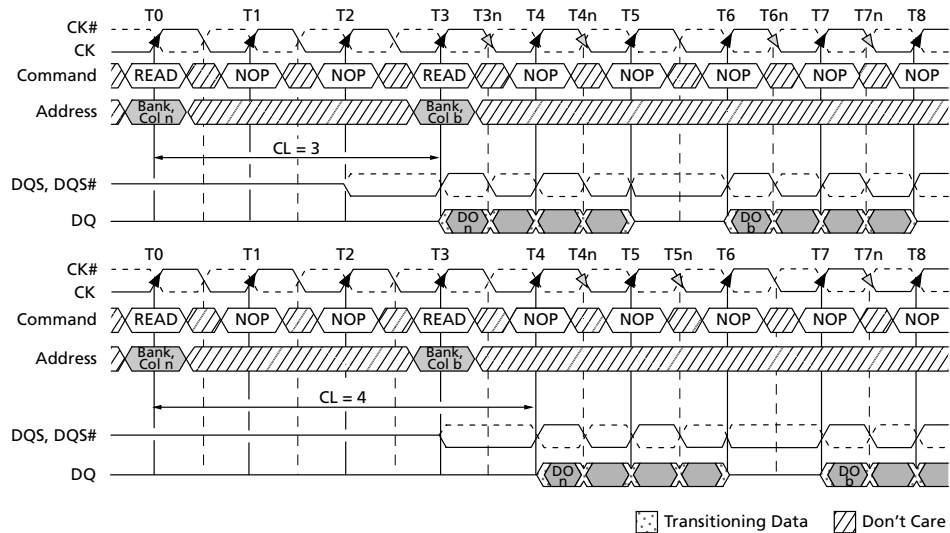 T0 T1 T2 T3 T3n T4 T4n T5 T6 T6n T7 T7n T8
CK#
CK
Command READ NOP NOP READ NOP NOP NOP NOP NOP
Address Bank, Col n Bank, Col b
CL = 3
DQS, DQS#
DQ DO n DO b
T0 T1 T2 T3 T4 T4n T5 T5n T6 T7 T7n T8
CK#
CK
Command READ NOP NOP READ NOP NOP NOP NOP NOP
Address Bank, Col n Bank, Col b
CL = 4
DQS, DQS#
DQ DO n DO b
Transitioning Data Don't Care